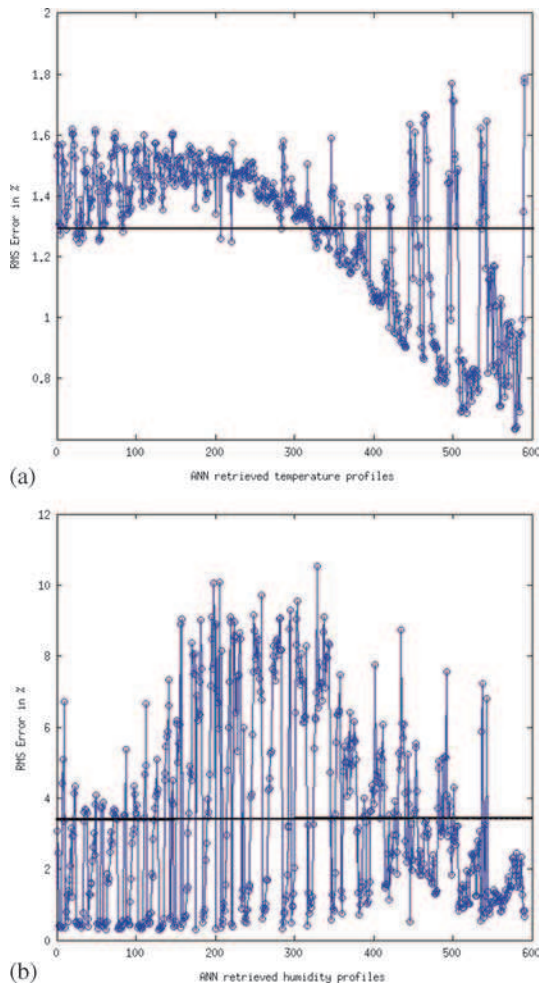 2
1.8
1.6
1.4
1.2
1
0.8
RMS Error in %
0 100 200 300 400 500 600
(a) ANN retrieved temperature profiles
12
10
8
6
4
2
0
RMS Error in %
0 100 200 300 400 500 600
(b) ANN retrieved humidity profiles